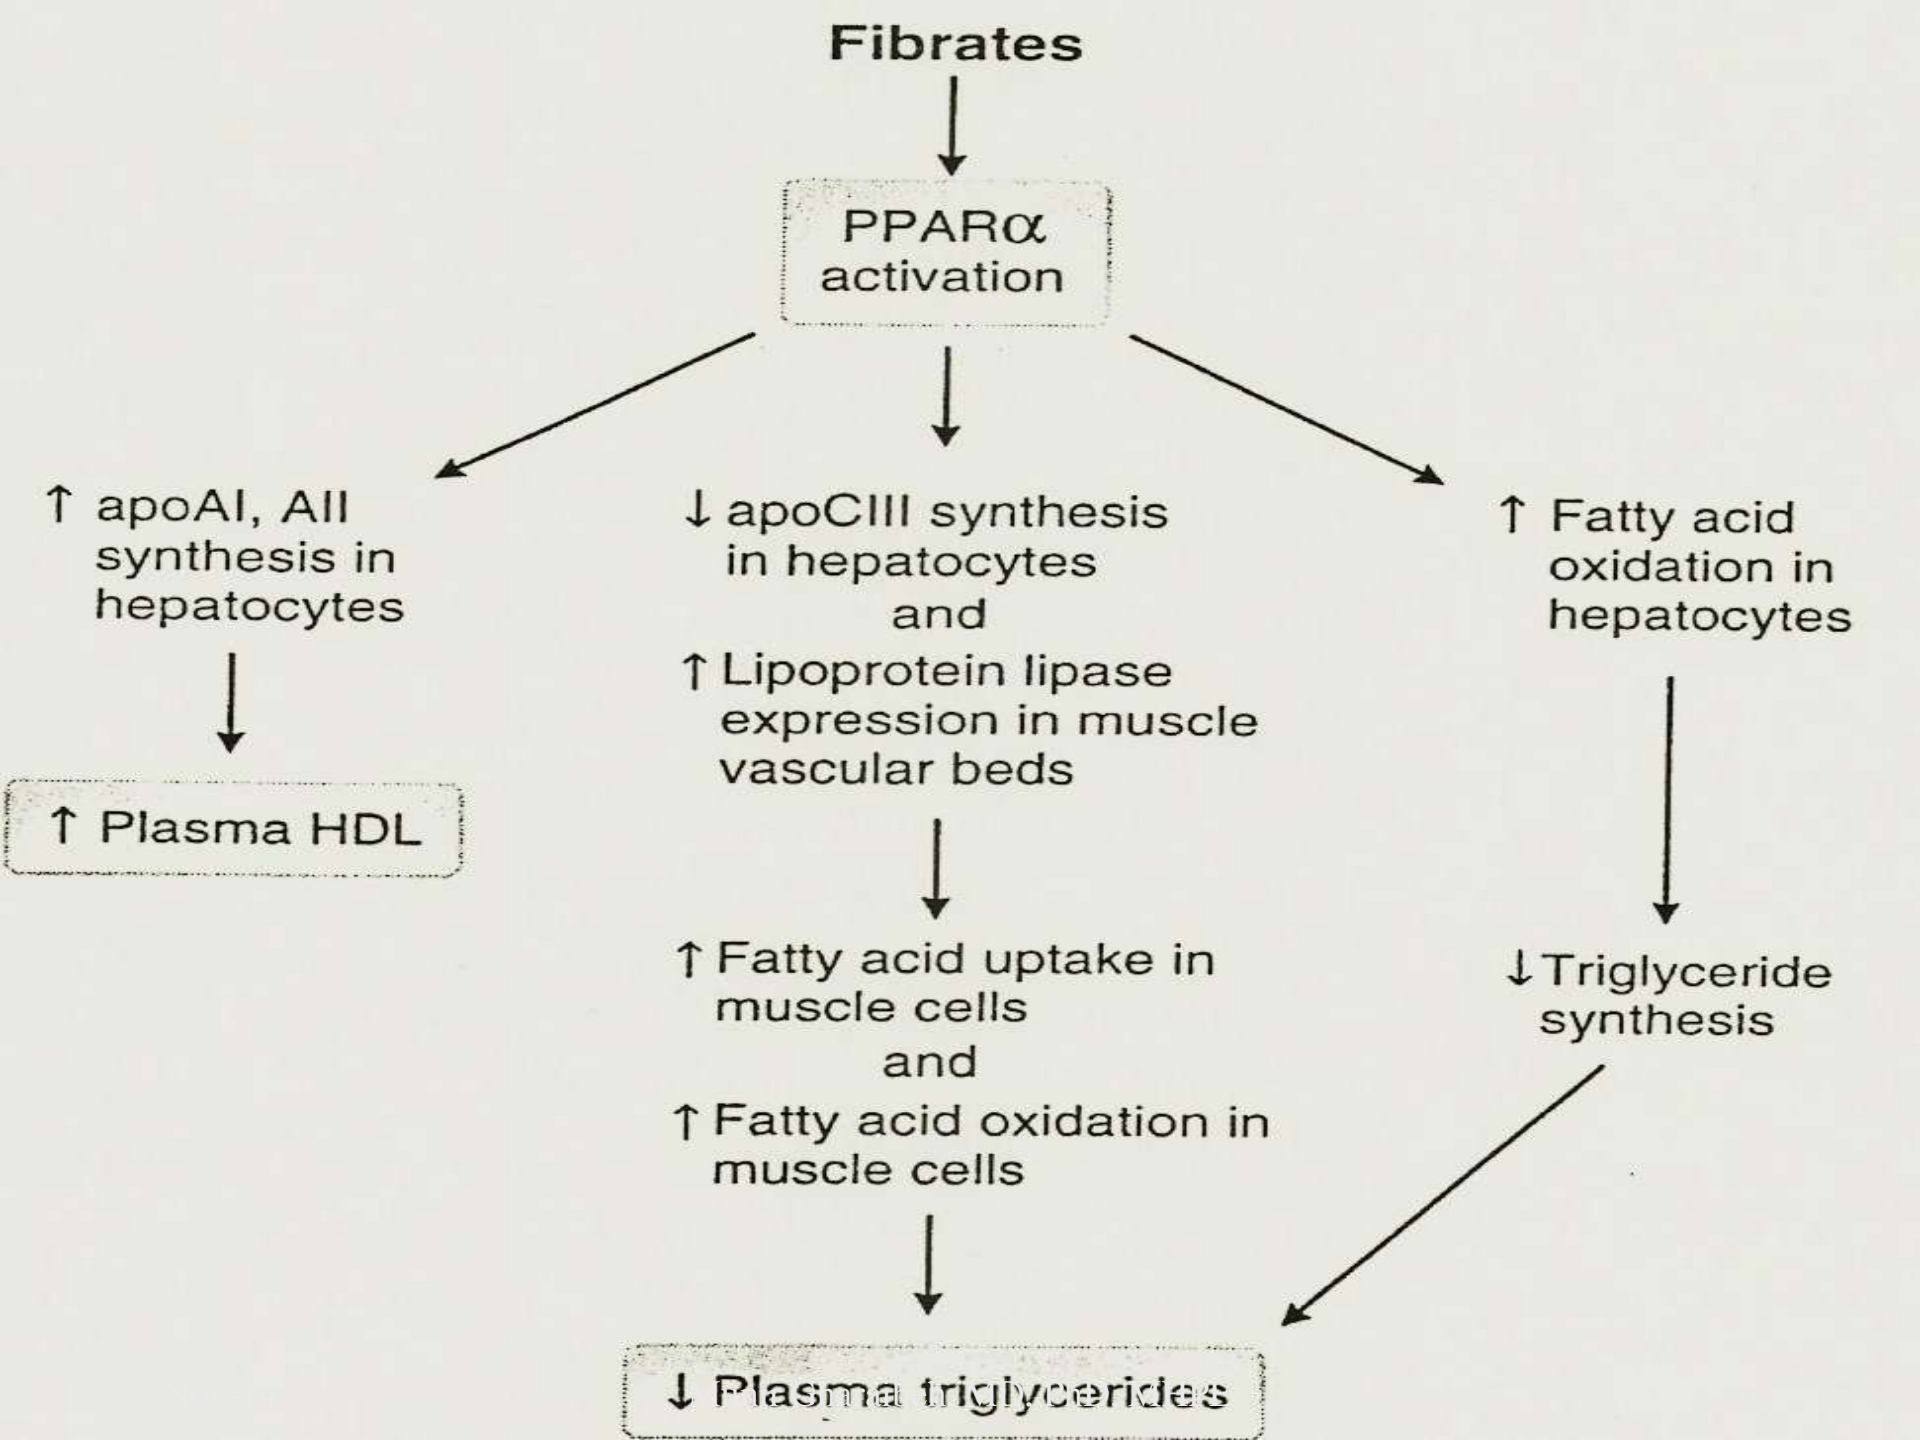 Fibrates
PPARα
activation
↑ apoAI, AII
synthesis in
hepatocytes
↑ Plasma HDL
↓ apoCIII synthesis
in hepatocytes
and
↑ Lipoprotein lipase
expression in muscle
vascular beds
↑ Fatty acid uptake in
muscle cells
and
↑ Fatty acid oxidation in
muscle cells
↑ Fatty acid
oxidation in
hepatocytes
↓ Triglyceride
synthesis
↓ Plasma triglycerides